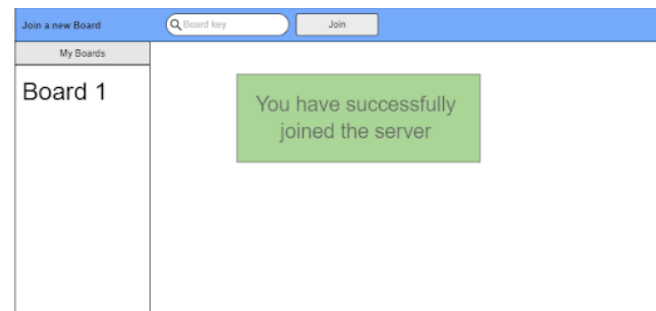 Join a new Board
Board key
Join
My Boards
Board 1
You have successfully
joined the server